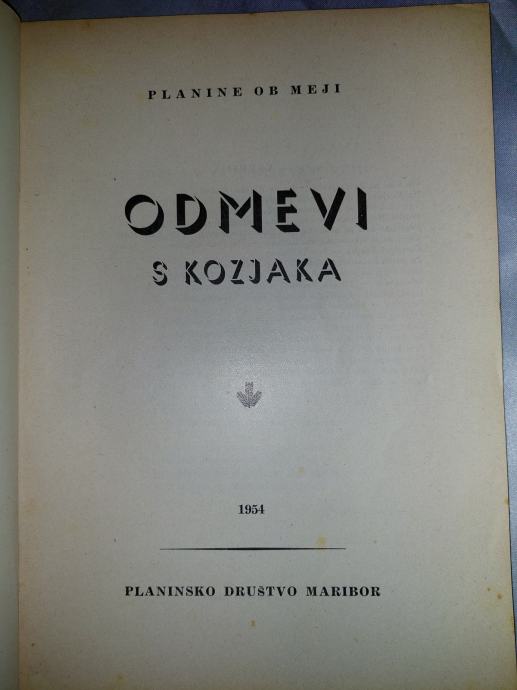 PLANINE OB MEJI
ODMEVI
S KOZJAKA
1954
PLANINSKO DRUŠTVO MARIBOR